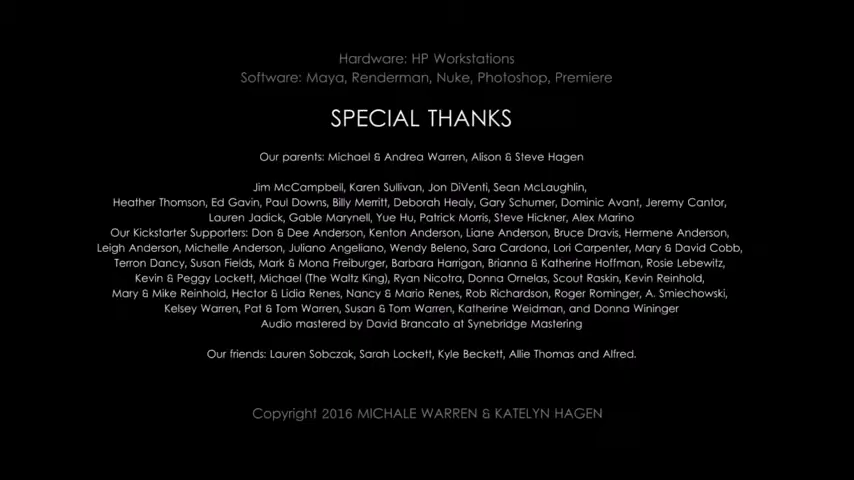 Hardware: HP Workstations
Software: Maya, Renderman, Nuke, Photoshop, Premiere
SPECIAL THANKS
Our parents: Michael & Andrea Warren, Alison & Steve Hagen
Jim McCampbell, Karen Sullivan, Jon DiVenti, Sean McLaughlin,
Heather Thomson, Ed Gavin, Paul Downs, Billy Merritt, Deborah Healy, Gary Schumer, Dominic Avant, Jeremy Cantor,
Lauren Jadick, Gable Marynell, Yue Hu, Patrick Morris, Steve Hickner, Alex Marino
Our Kickstarter Supporters: Don & Dee Anderson, Kenton Anderson, Liane Anderson, Bruce Dravis, Hermene Anderson,
Leigh Anderson, Michelle Anderson, Juliano Angeliano, Wendy Beleno, Sara Cardona, Lori Carpenter, Mary & David Cobb,
Terron Dancy, Susan Fields, Mark & Mona Freiburger, Barbara Harrigan, Brianna & Katherine Hoffman, Rosie Lebewitz,
Kevin & Peggy Lockett, Michael (The Waltz King), Ryan Nicotra, Donna Ornelas, Scout Raskin, Kevin Reinhold,
Mary & Mike Reinhold, Hector & Lidia Renes, Nancy & Mario Renes, Rob Richardson, Roger Rominger, A. Smiechowski,
Kelsey Warren, Pat & Tom Warren, Susan & Tom Warren, Katherine Weidman, and Donna Wininger
Audio mastered by David Brancato at Synebridge Mastering
Our friends: Lauren Sobczak, Sarah Lockett, Kyle Beckett, Allie Thomas and Alfred.
Copyright 2016 MICHALE WARREN & KATELYN HAGEN